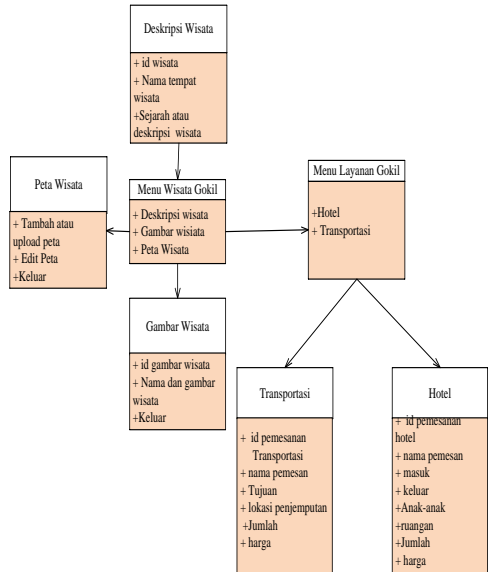 Deskripsi Wisata
+ id wisata
+ Nama tempat
wisata
+Sejarah atau
deskripsi wisata
Peta Wisata
+ Tambah atau
upload peta
+ Edit Peta
+Keluar
Menu Wisata Gokil
+ Deskripsi wisata
+ Gambar wisiata
+ Peta Wisata
Menu Layanan Gokil
+Hotel
+ Transportasi
Gambar Wisata
+ id gambar wisata
+ Nama dan gambar
wisata
+Keluar
Transportasi
+ id pemesanan
Transportasi
+ nama pemesan
+ Tujuan
+ lokasi penjemputan
+Jumlah
+ harga
Hotel
+ id pemesanan
hotel
+ nama pemesan
+ masuk
+ keluar
+Anak-anak
+ruangan
+Jumlah
+ harga